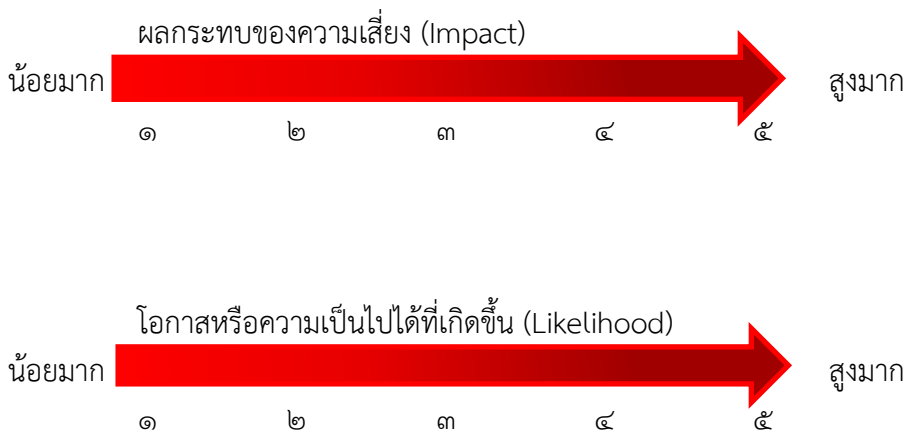 ผลกระทบของความเสี่ยง (Impact)
น้อยมาก สูงมาก
๑ ๒ ๓ ๔ ๕
โอกาสหรือความเป็นไปได้ที่เกิดขึ้น (Likelihood)
น้อยมาก สูงมาก
๑ ๒ ๓ ๔ ๕